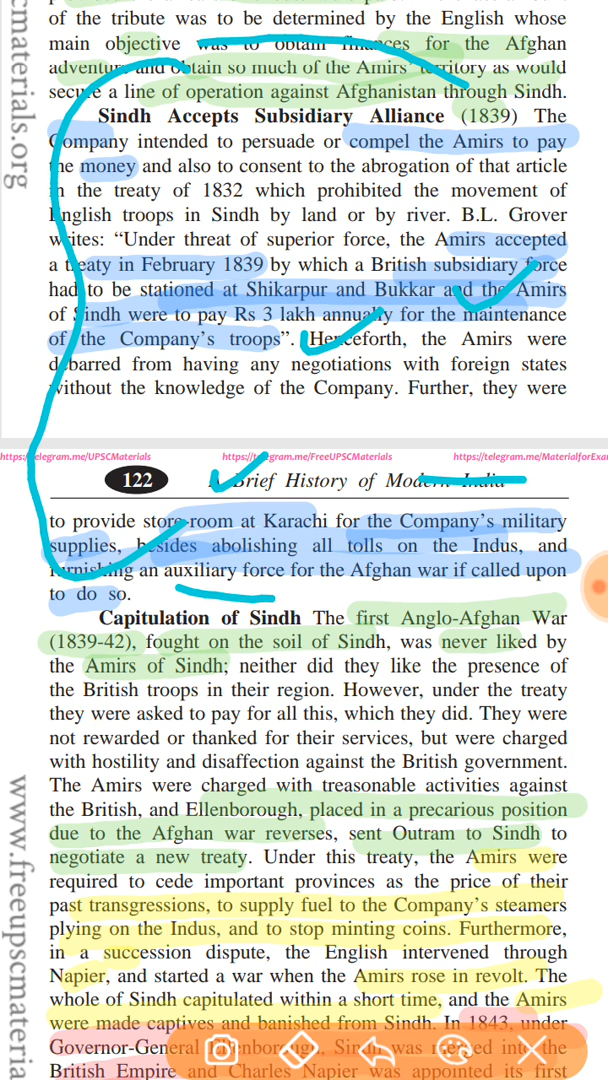 of the tribute was to be determined by the English whose
main objective was to obtain finances for the Afghan
adventure and obtain so much of the Amirs' territory as would
secure a line of operation against Afghanistan through Sindh.
Sindh Accepts Subsidiary Alliance (1839) The
Company intended to persuade or compel the Amirs to pay
the money and also to consent to the abrogation of that article
in the treaty of 1832 which prohibited the movement of
English troops in Sindh by land or by river. B.L. Grover
writes: “Under threat of superior force, the Amirs accepted
a treaty in February 1839 by which a British subsidiary force
had to be stationed at Shikarpur and Bukkar and the Amirs
of Sindh were to pay Rs 3 lakh annually for the maintenance
of the Company's troops”. Henceforth, the Amirs were
debarred from having any negotiations with foreign states
without the knowledge of the Company. Further, they were
https://telegram.me/UPSCMaterials https://telegram.me/FreeUPSCMaterials https://telegram.me/MaterialforExa
122 A Brief History of Modern India
to provide store-room at Karachi for the Company's military
supplies, besides abolishing all tolls on the Indus, and
furnishing an auxiliary force for the Afghan war if called upon
to do so.
Capitulation of Sindh The first Anglo-Afghan War
(1839-42), fought on the soil of Sindh, was never liked by
the Amirs of Sindh; neither did they like the presence of
the British troops in their region. However, under the treaty
they were asked to pay for all this, which they did. They were
not rewarded or thanked for their services, but were charged
with hostility and disaffection against the British government.
The Amirs were charged with treasonable activities against
the British, and Ellenborough, placed in a precarious position
due to the Afghan war reverses, sent Outram to Sindh to
negotiate a new treaty. Under this treaty, the Amirs were
required to cede important provinces as the price of their
past transgressions, to supply fuel to the Company's steamers
plying on the Indus, and to stop minting coins. Furthermore,
in a succession dispute, the English intervened through
Napier, and started a war when the Amirs rose in revolt. The
whole of Sindh capitulated within a short time, and the Amirs
were made captives and banished from Sindh. In 1843, under
Governor-General Ellenborough, Sindh was merged into the
British Empire and Charles Napier was appointed its first
cmaterials.org
www.freeupscmateria